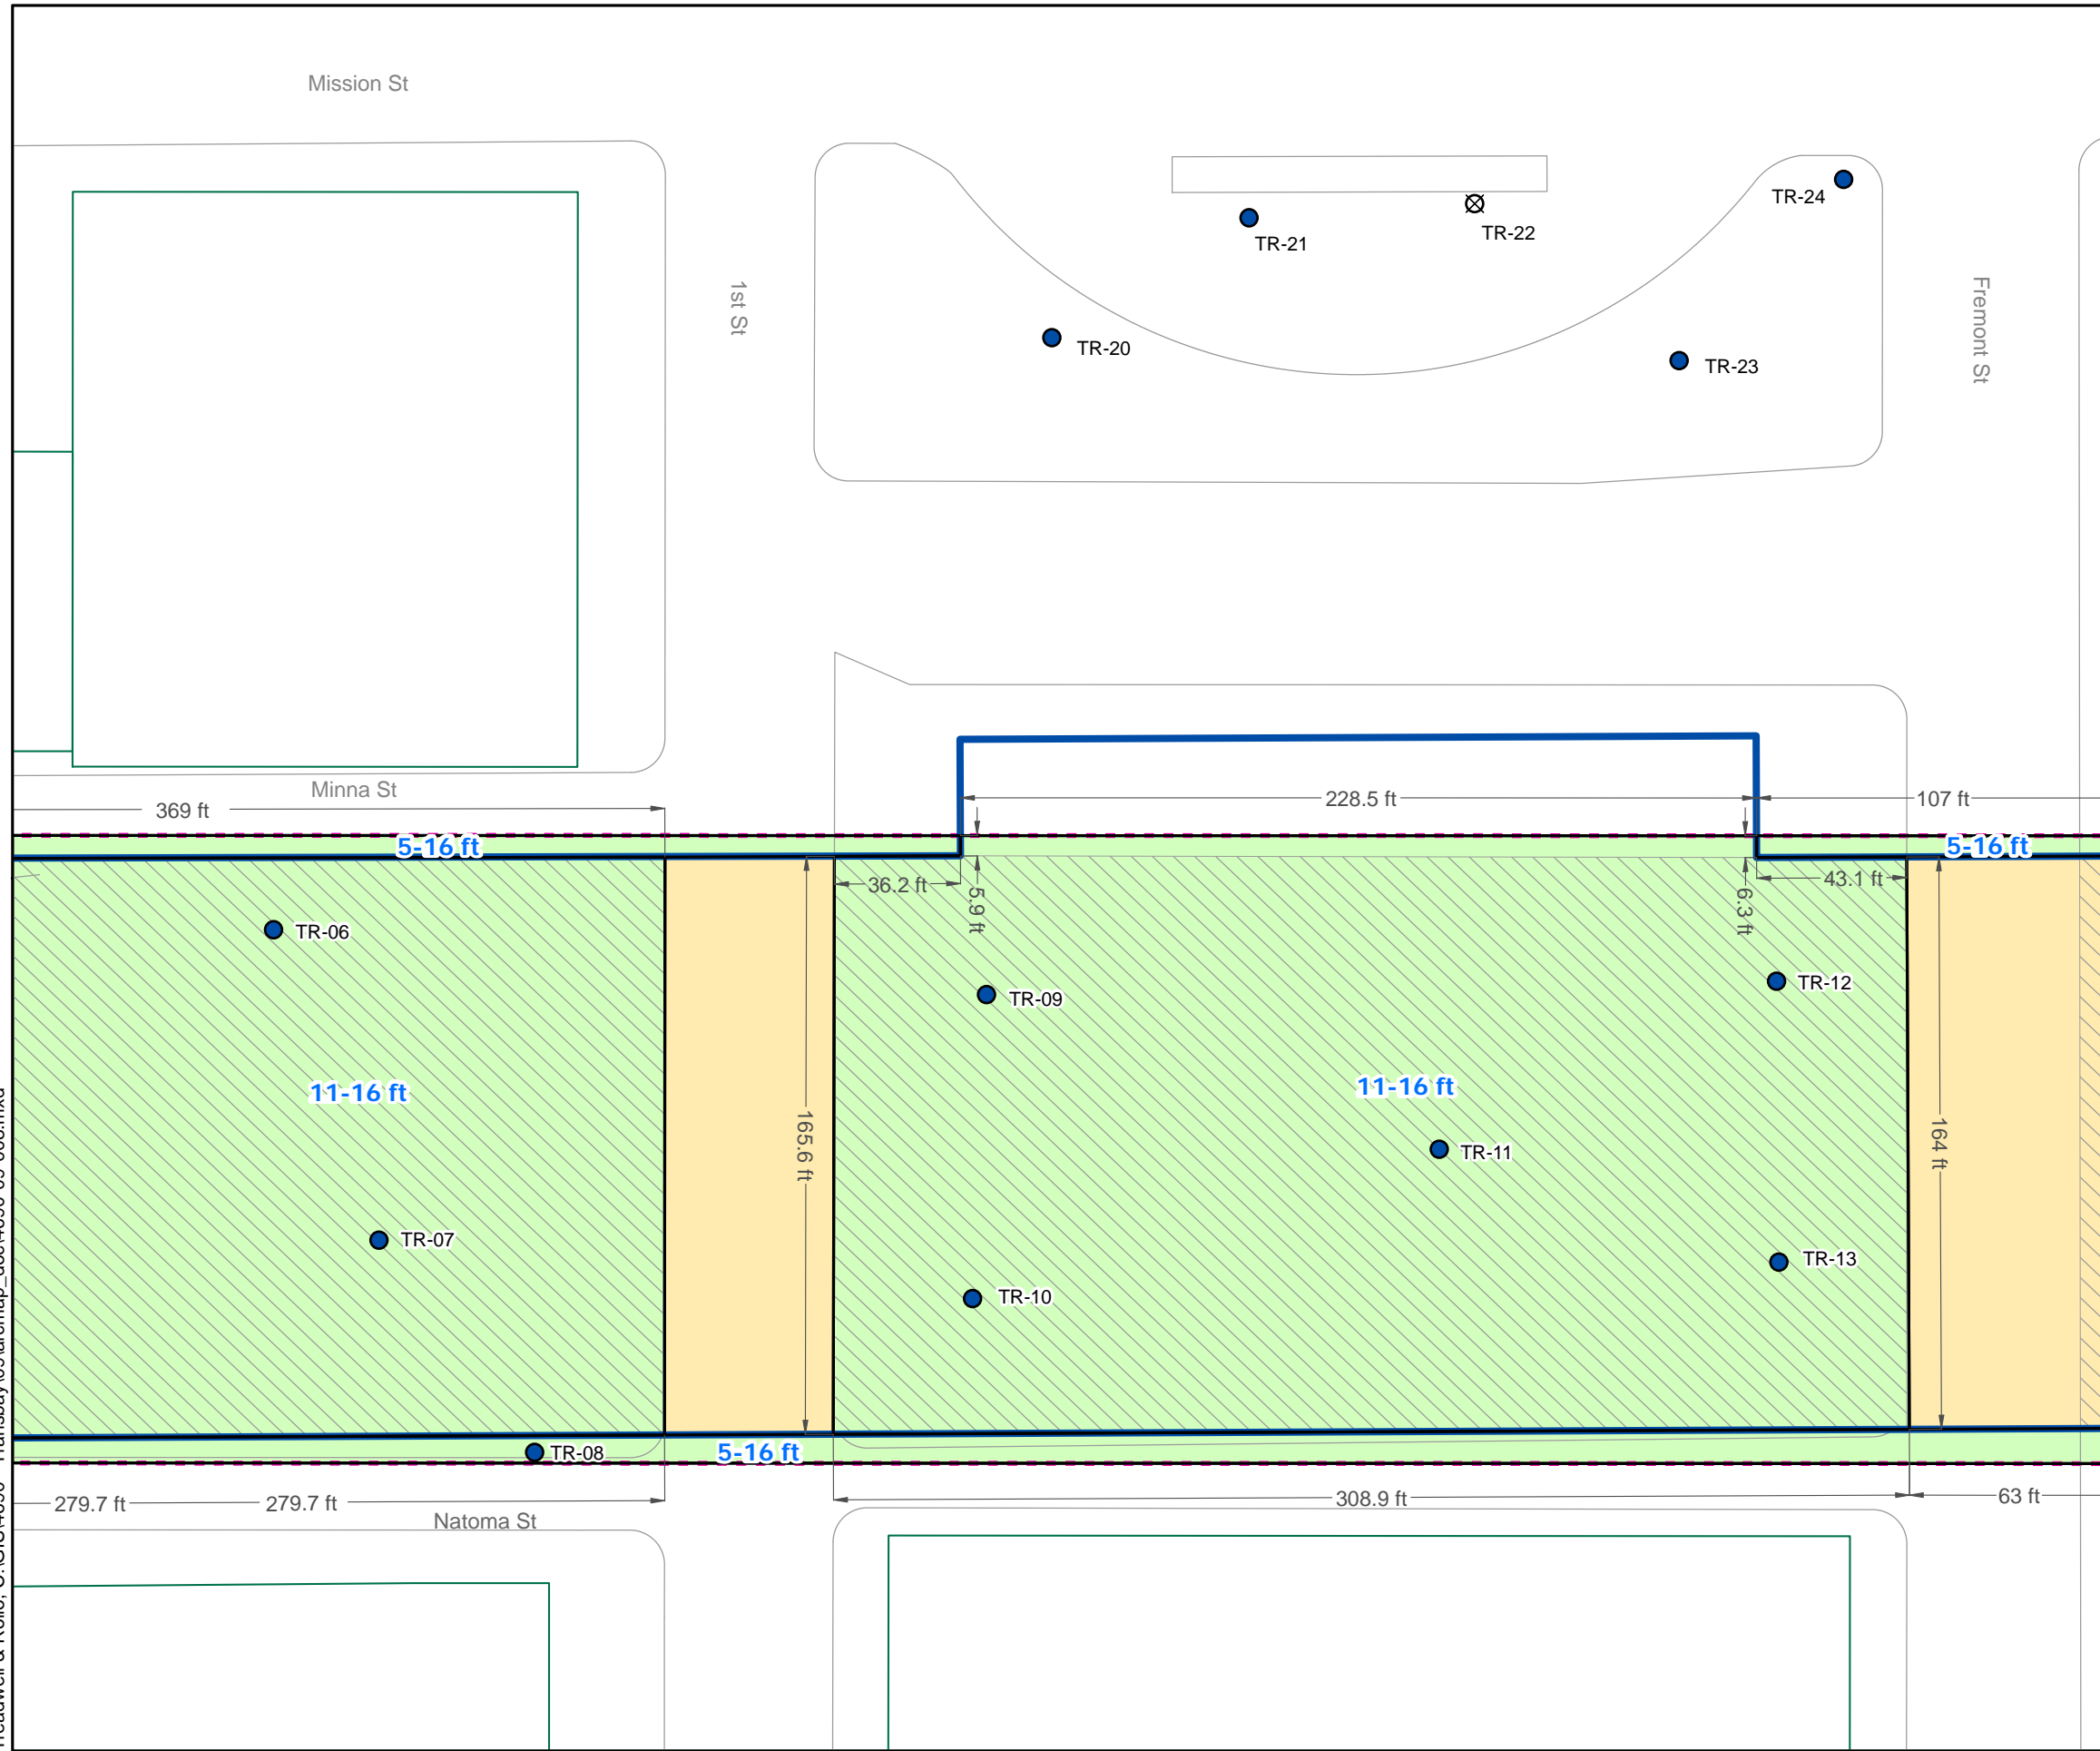 Mission St
1st St
Fremont St
TR-24
TR-21
TR-22
TR-20
TR-23
Minna St
369 ft
228.5 ft
107 ft
5-16 ft
5-16 ft
36.2 ft
5.9 ft
6.3 ft
43.1 ft
TR-06
TR-09
TR-12
11-16 ft
11-16 ft
165.6 ft
164 ft
TR-11
TR-07
TR-10
TR-13
TR-08
5-16 ft
279.7 ft
279.7 ft
308.9 ft
63 ft
Natoma St